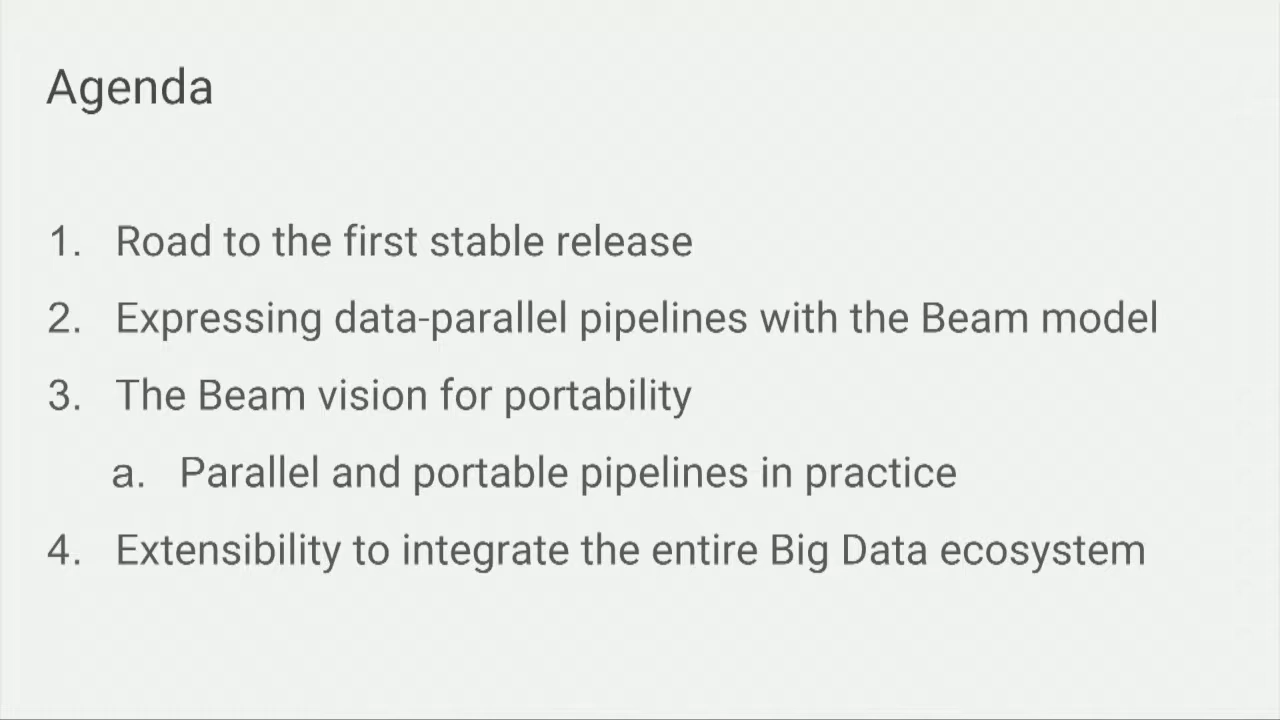 Agenda
1. Road to the first stable release
2. Expressing data-parallel pipelines with the Beam model
3. The Beam vision for portability
a. Parallel and portable pipelines in practice
4. Extensibility to integrate the entire Big Data ecosystem